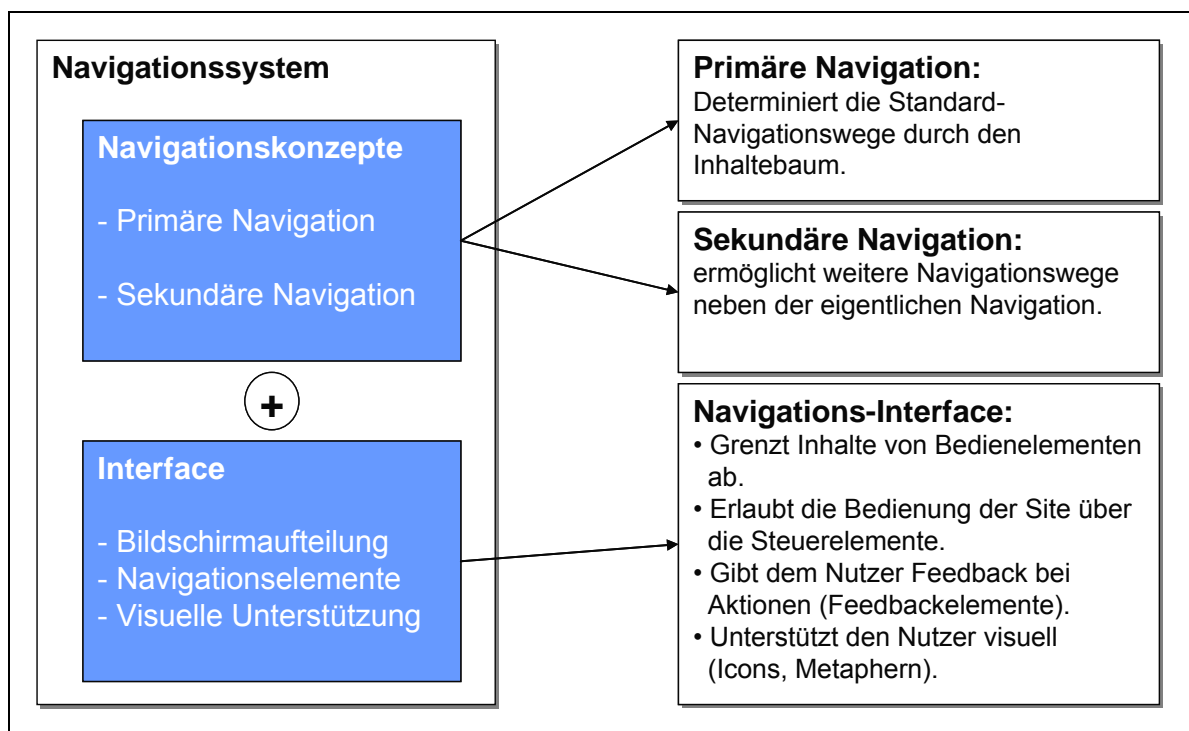 Navigationssystem
Navigationskonzepte
- Primäre Navigation
- Sekundäre Navigation
+
Interface
- Bildschirmaufteilung
- Navigationselemente
- Visuelle Unterstützung
Primäre Navigation:
Determiniert die Standard-
Navigationswege durch den
Inhaltebaum.
Sekundäre Navigation:
ermöglicht weitere Navigationswege
neben der eigentlichen Navigation.
Navigations-Interface:
• Grenzt Inhalte von Bedienelementen
ab.
• Erlaubt die Bedienung der Site über
die Steuerelemente.
• Gibt dem Nutzer Feedback bei
Aktionen (Feedbackelemente).
• Unterstützt den Nutzer visuell
(Icons, Metaphern).